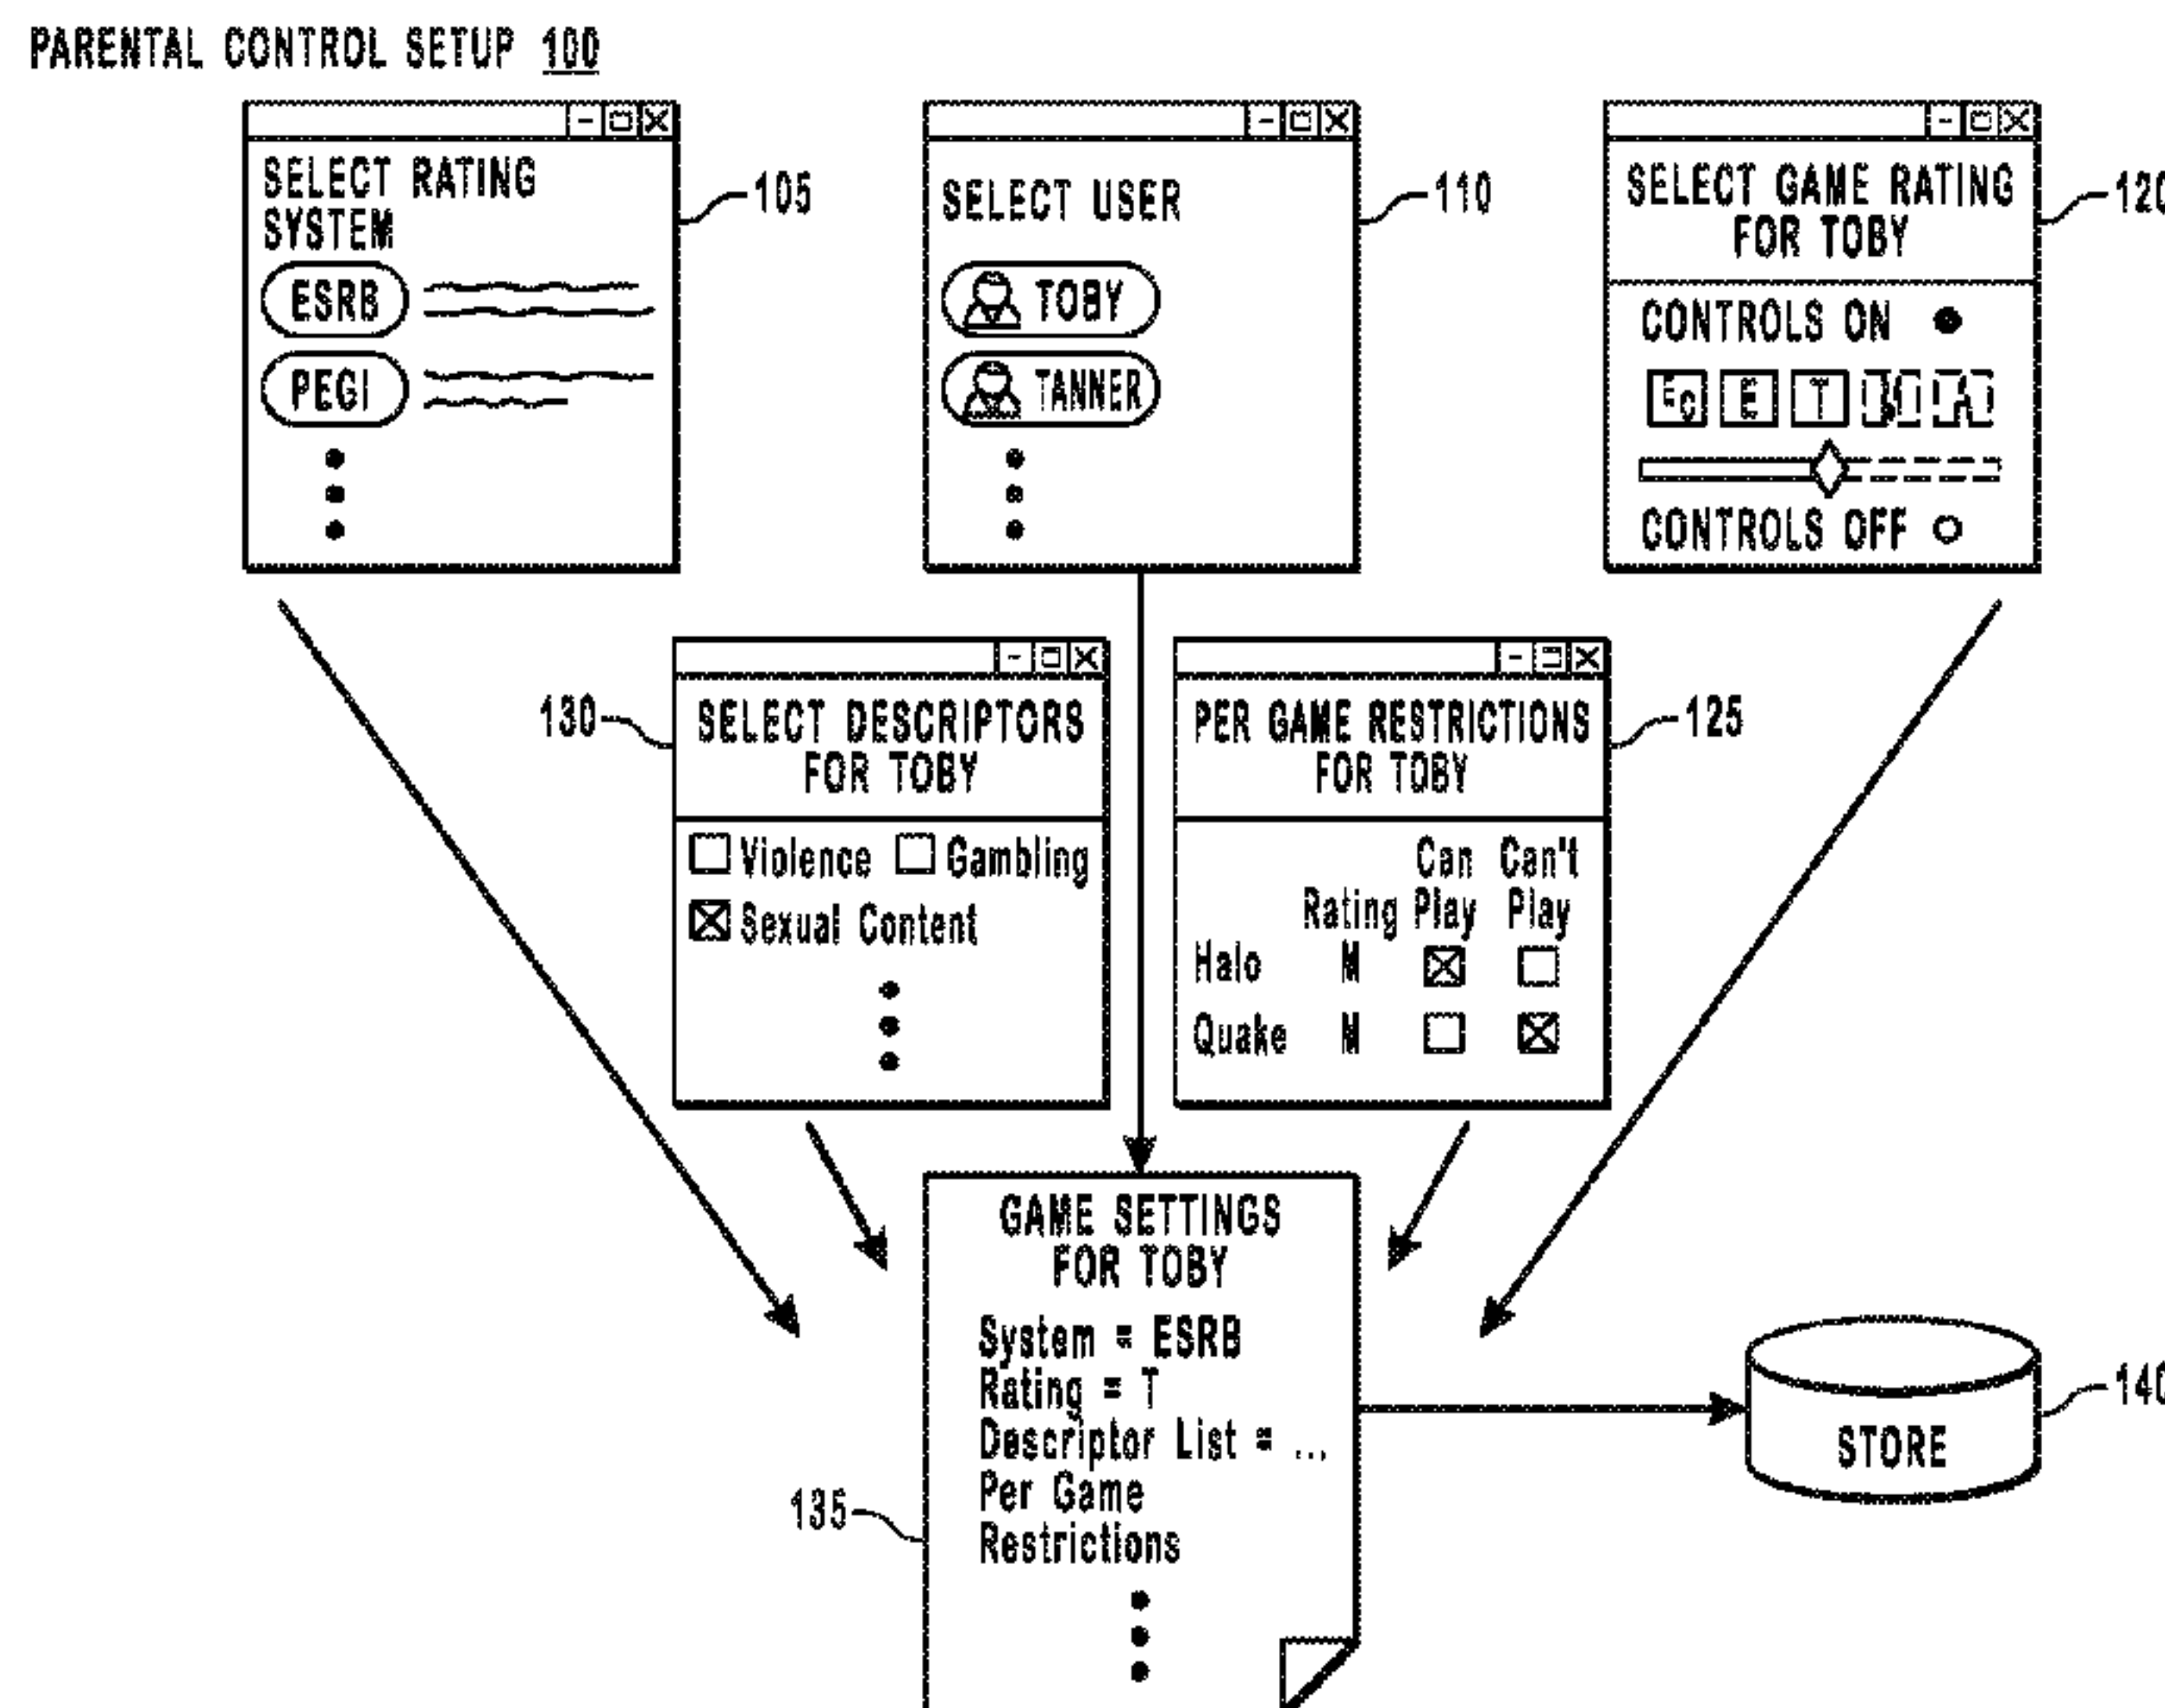 PARENTAL CONTROL SETUP 100
SELECT RATING
SYSTEM
ESRB
PEGI
105
SELECT USER
TOBY
TANNER
110
SELECT GAME RATING
FOR TOBY
CONTROLS ON
EC E T M A
CONTROLS OFF
120
130
SELECT DESCRIPTORS
FOR TOBY
Violence Gambling
Sexual Content
PER GAME RESTRICTIONS
FOR TOBY
Can Can't
Rating Play Play
Halo M
Quake M
125
GAME SETTINGS
FOR TOBY
System = ESRB
Rating = T
Descriptor List = ...
Per Game
Restrictions
135
STORE
140